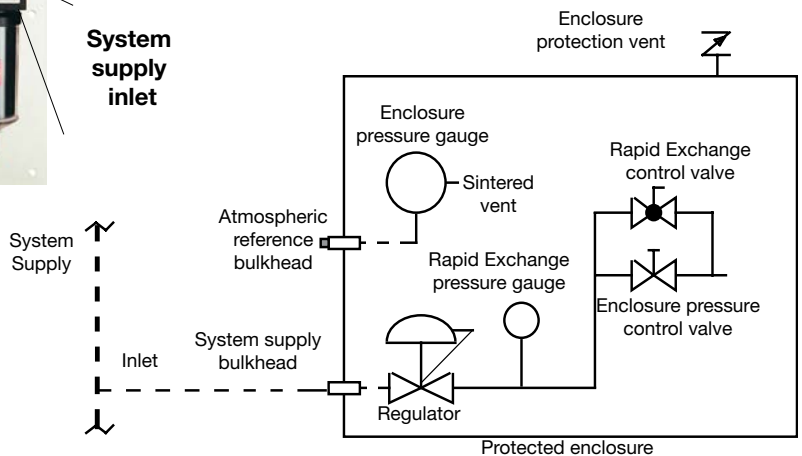 System
supply
inlet
Enclosure
protection vent
Enclosure
pressure gauge
Sintered
vent
Rapid Exchange
control valve
Atmospheric
reference
bulkhead
System
Supply
Rapid Exchange
pressure gauge
Enclosure pressure
control valve
System supply
bulkhead
Inlet
Regulator
Protected enclosure